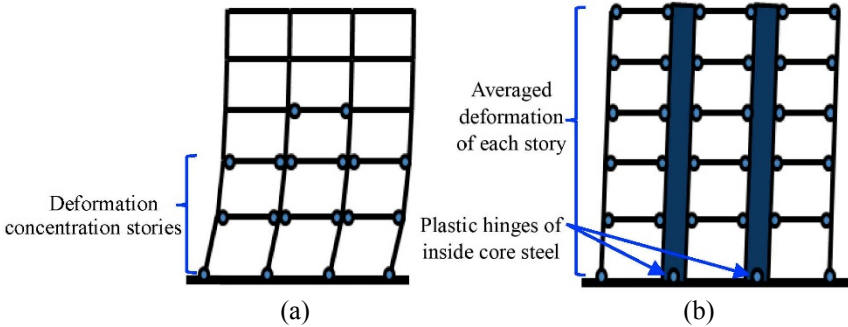 Deformation
concentration stories
(a)
Averaged
deformation
of each story
Plastic hinges of
inside core steel
(b)